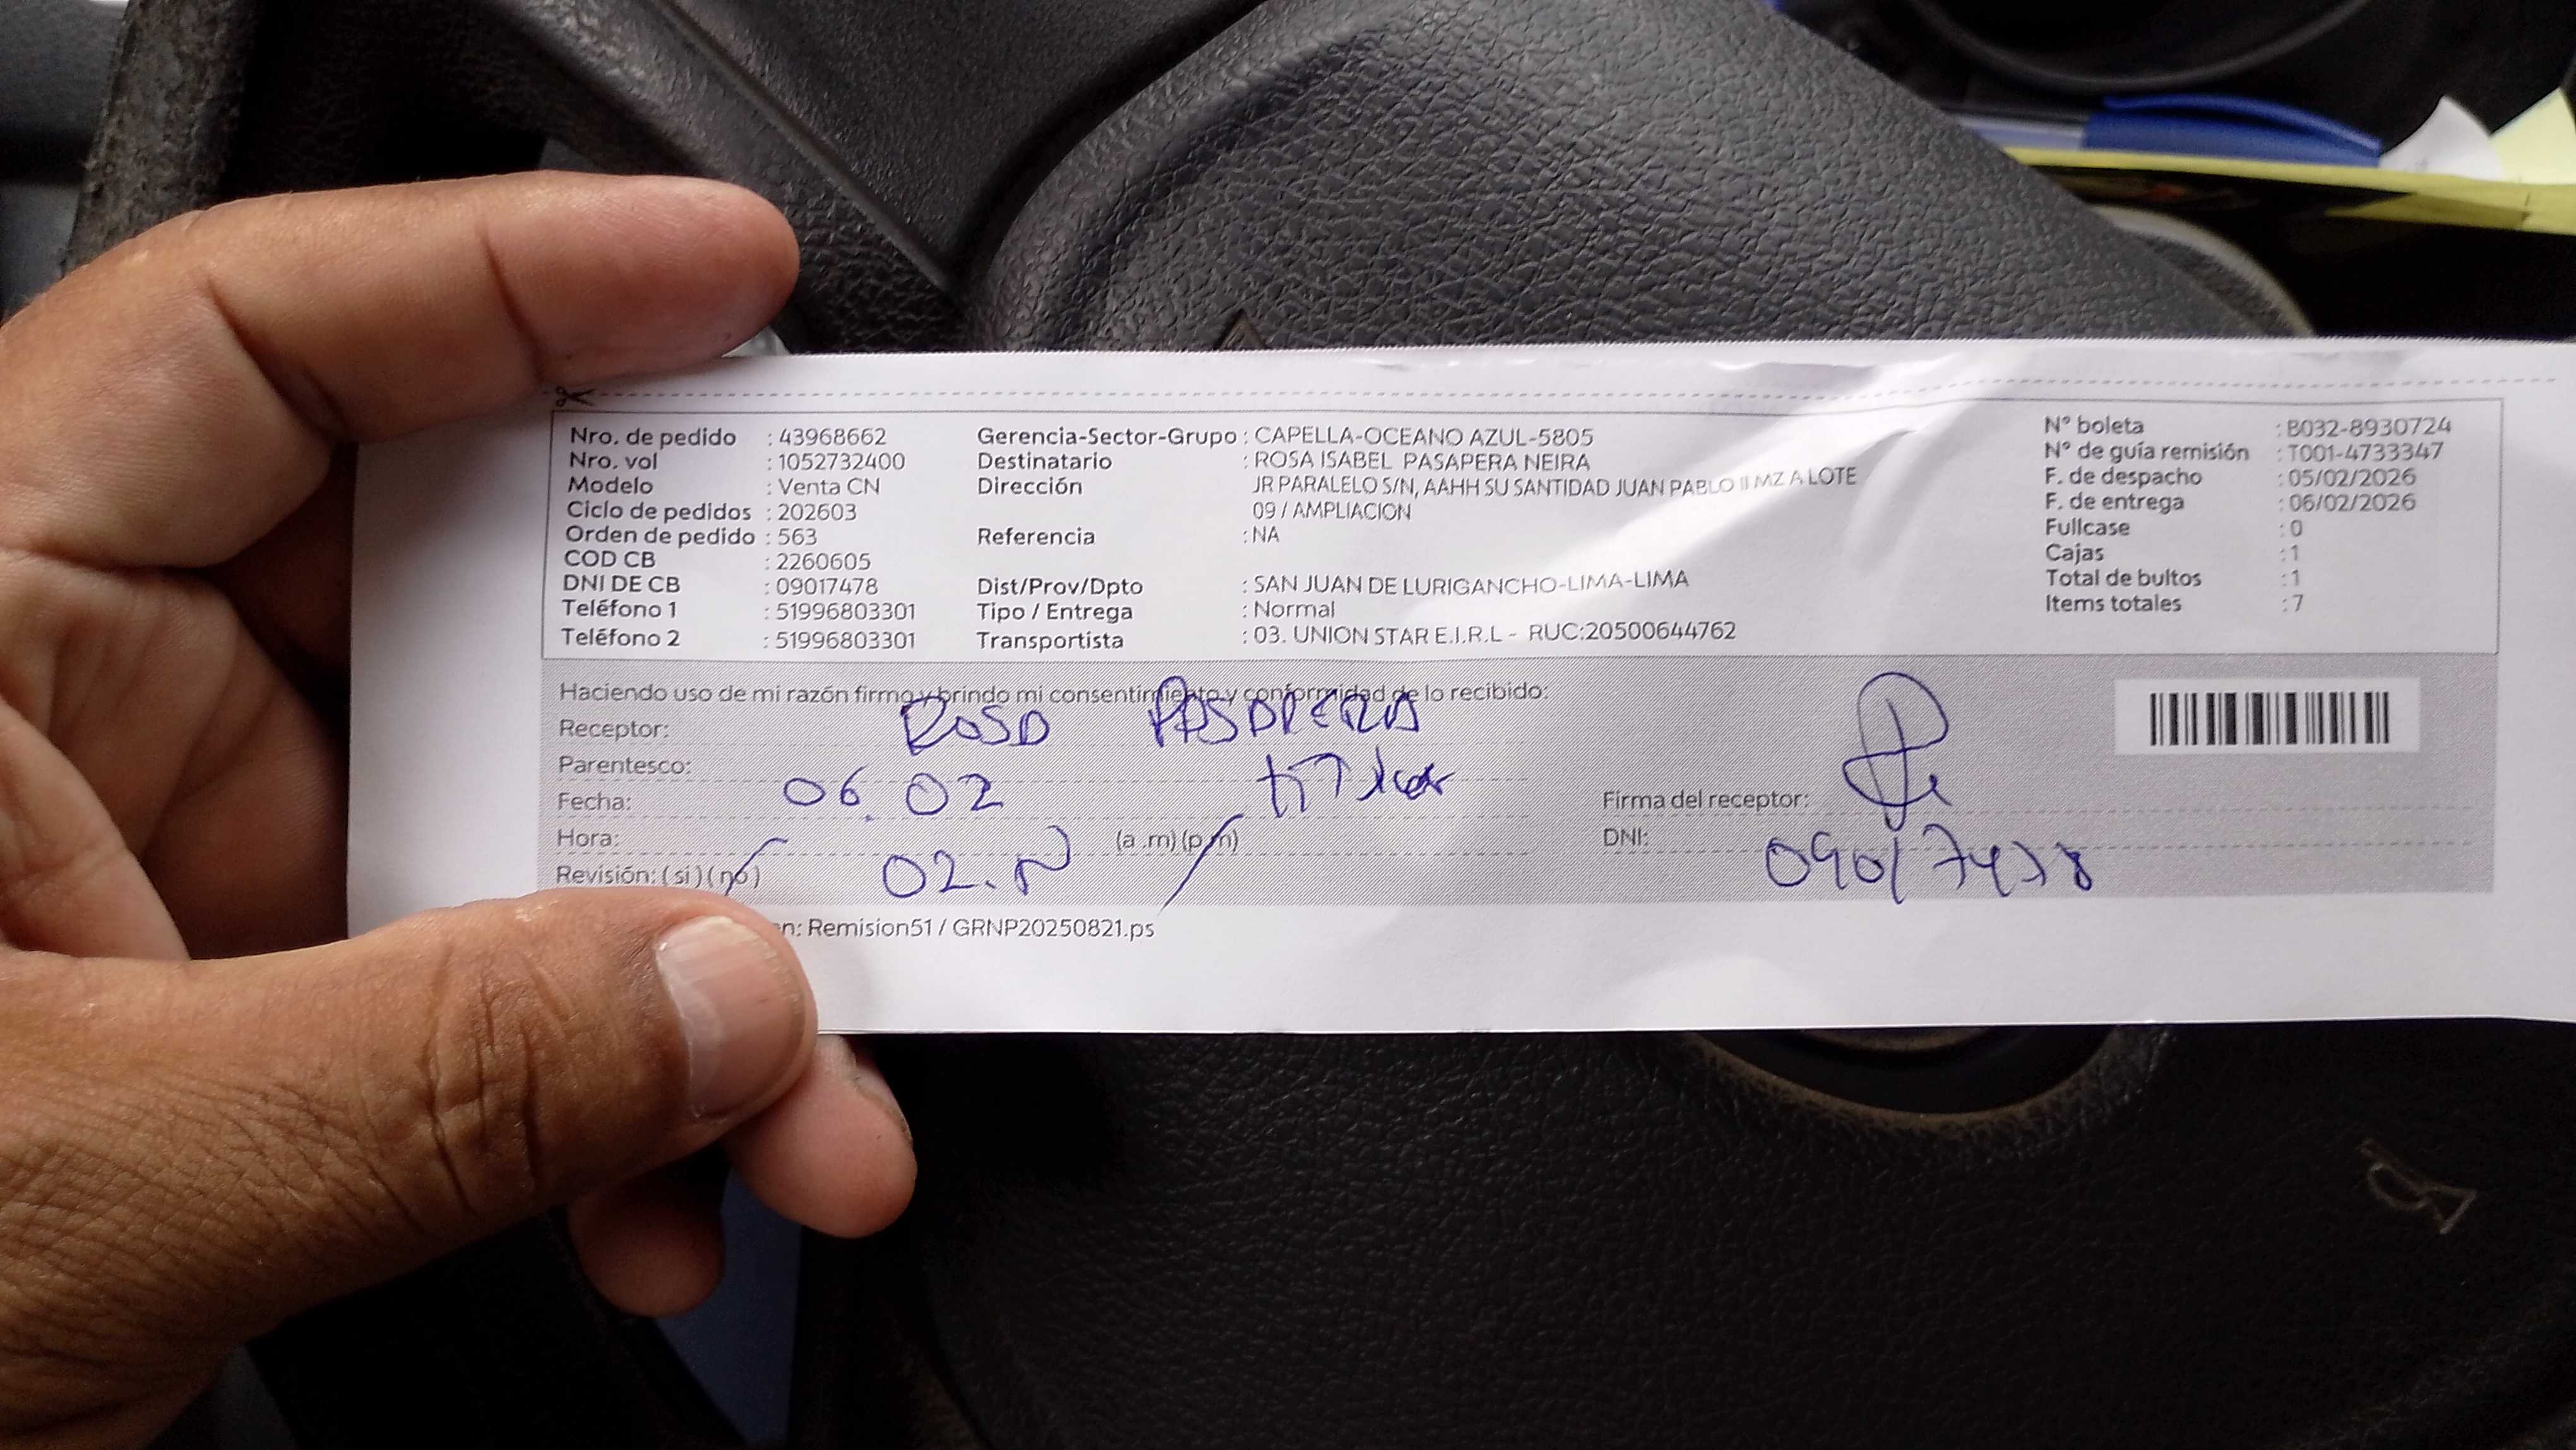 Nro. de pedido : 43968662
Nro. vol : 1052732400
Modelo : Venta CN
Ciclo de pedidos : 202603
Orden de pedido : 563
COD CB : 2260605
DNI DE CB : 09017478
Teléfono 1 : 51996803301
Teléfono 2 : 51996803301
Gerencia-Sector-Grupo : CAPELLA-OCEANO AZUL-5805
Destinatario : ROSA ISABEL PASAPERA NEIRA
Dirección JR PARALELO S/N, AAHH SU SANTIDAD JUAN PABLO II MZ A LOTE
09 / AMPLIACION
Referencia : NA
Dist/Prov/Dpto : SAN JUAN DE LURIGANCHO-LIMA-LIMA
Tipo / Entrega : Normal
Transportista : 03. UNION STAR E.I.R.L - RUC:20500644762
N° boleta : B032-8930724
N° de guía remisión : T001-4733347
F. de despacho : 05/02/2026
F. de entrega : 06/02/2026
Fullcase : 0
Cajas : 1
Total de bultos : 1
Items totales : 7
Haciendo uso de mi razón firmo y brindo mi consentimiento y conformidad de lo recibido:
Receptor: ROSA PASAPERA
Parentesco: titular
Fecha: 06.02
Hora: 02. (a .m) (p.m)
Revisión: ( si ) ( no )
Firma del receptor:
DNI: 09017478
n: Remision51 / GRNP20250821.ps